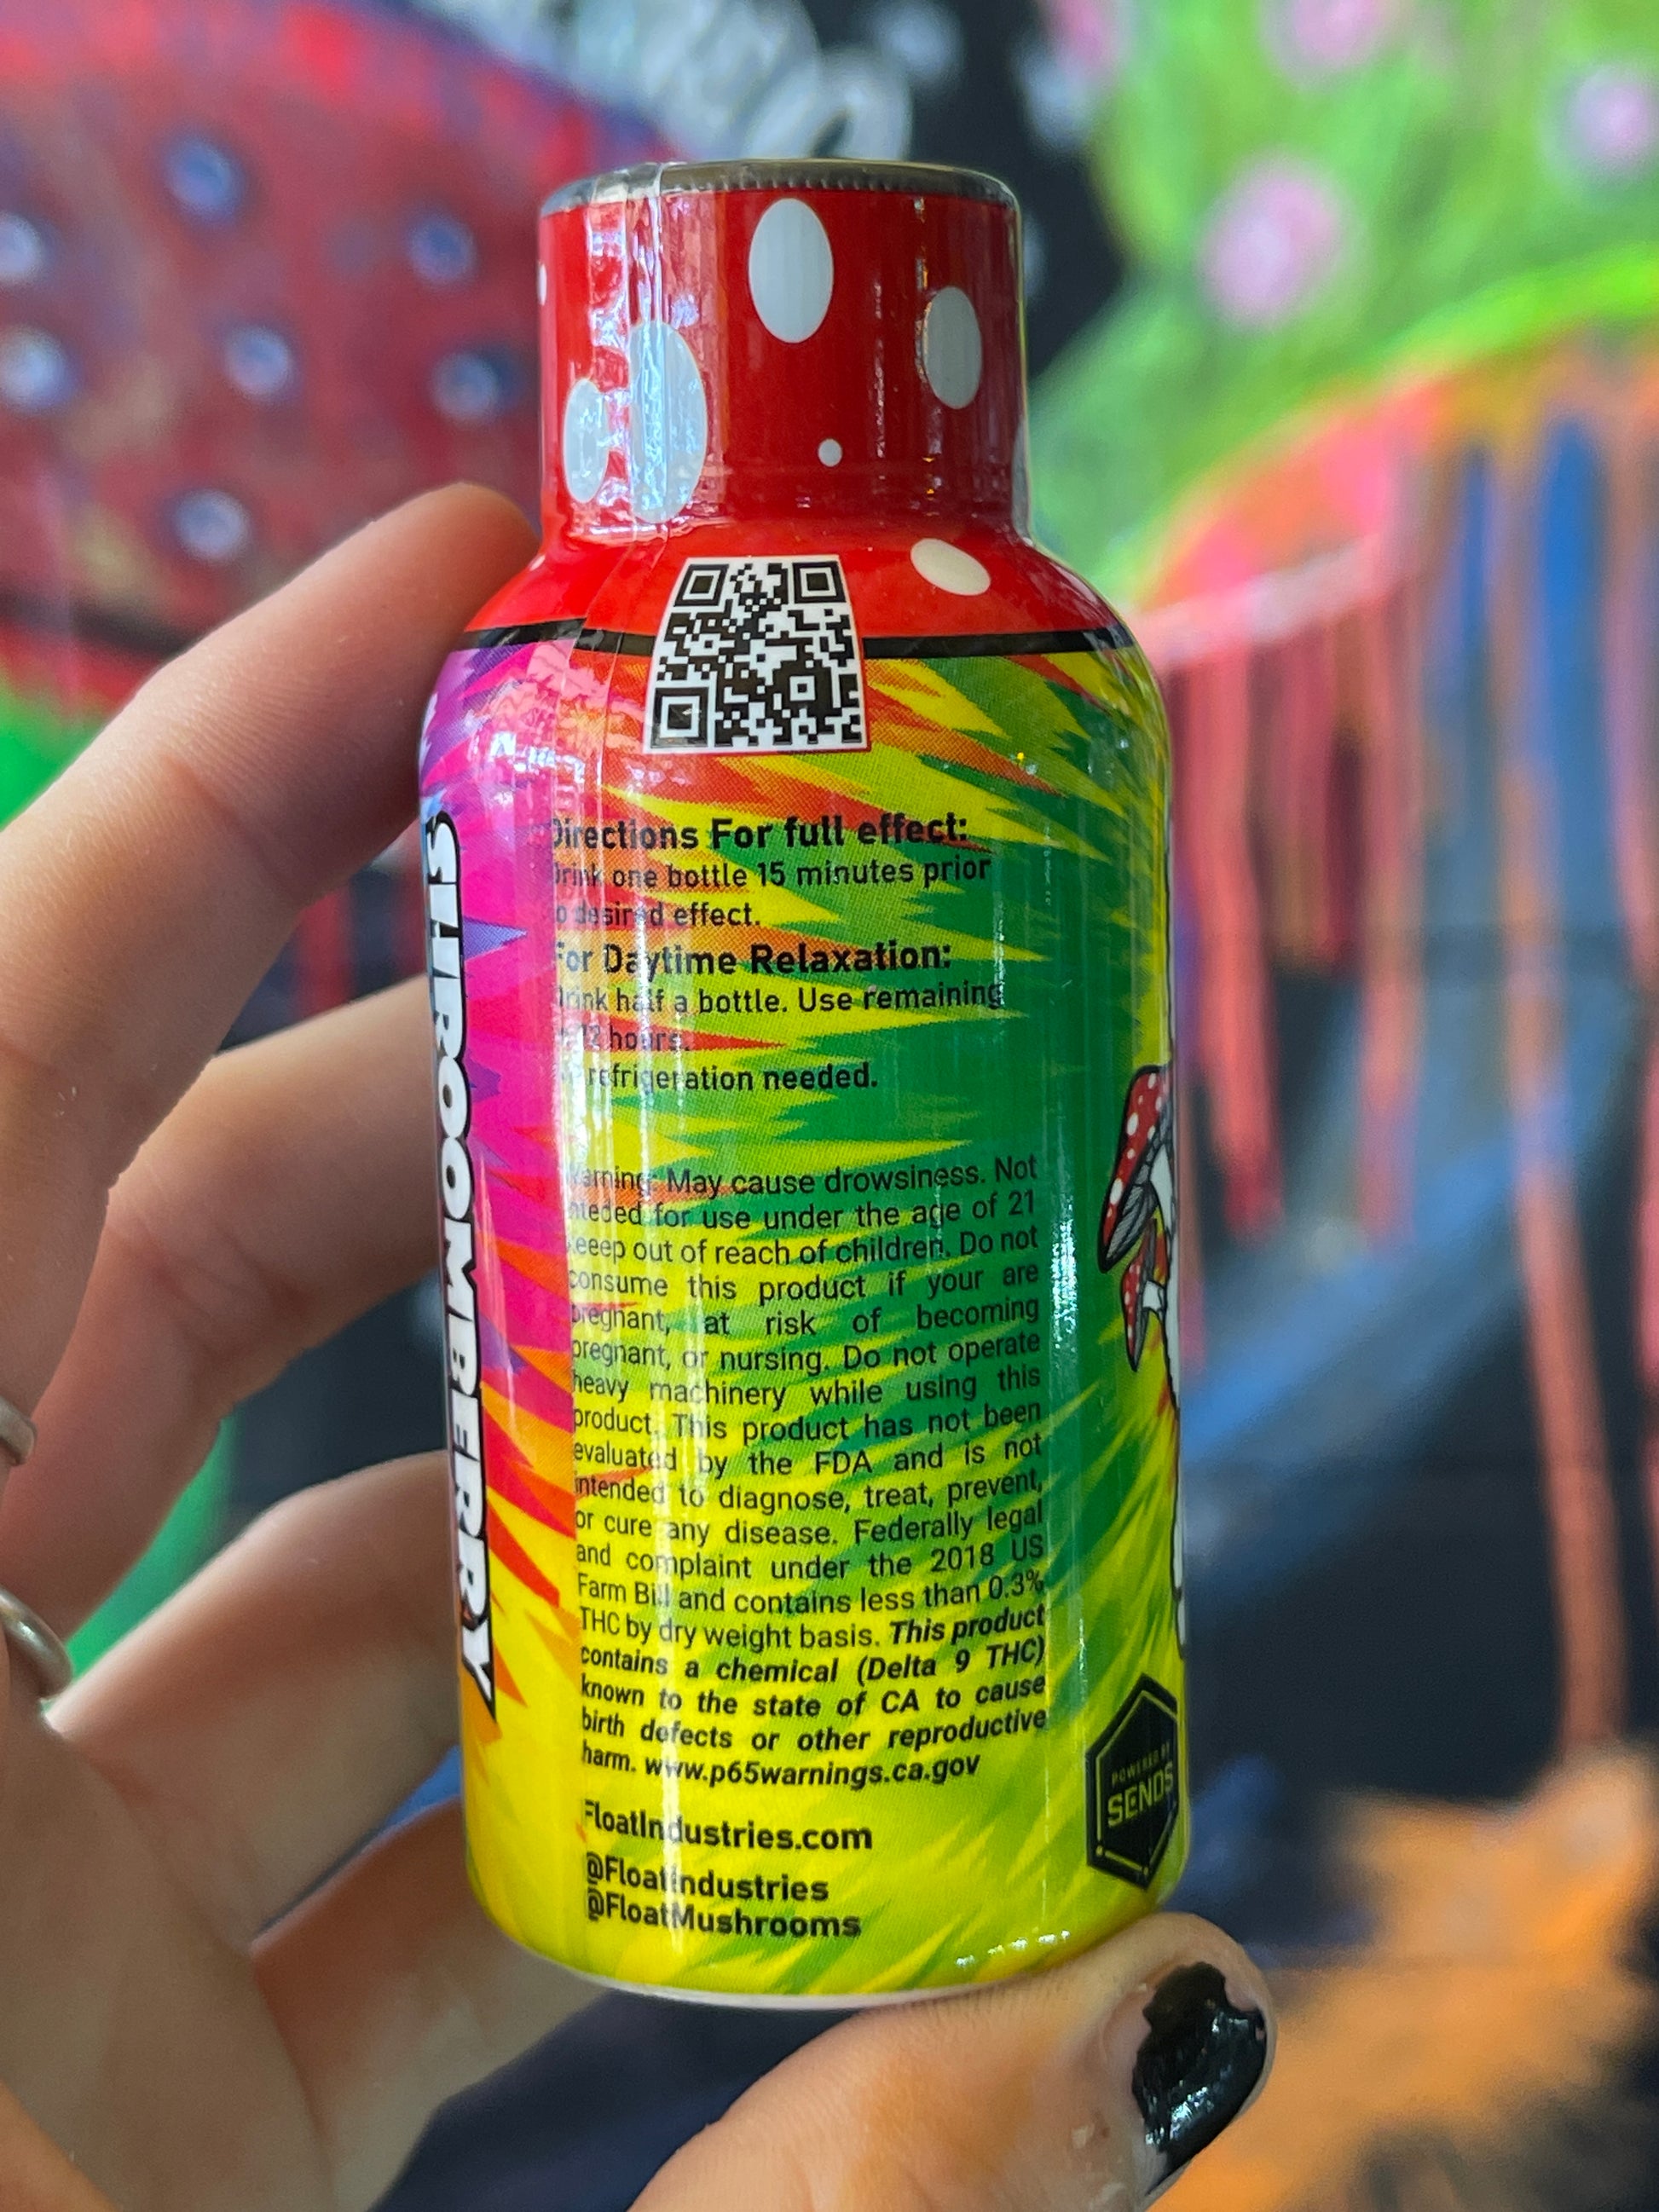 SHROOMBERRY
Directions For full effect:
Drink one bottle 15 minutes prior
to desired effect.
For Daytime Relaxation:
Drink half a bottle. Use remaining
12 hours.
refrigeration needed.
Warning: May cause drowsiness. Not
nteded for use under the age of 21
keeep out of reach of children. Do not
consume this product if your are
pregnant, at risk of becoming
pregnant, or nursing. Do not operate
heavy machinery while using this
product. This product has not been
evaluated by the FDA and is not
intended to diagnose, treat, prevent,
or cure any disease. Federally legal
and complaint under the 2018 US
Farm Bill and contains less than 0.3%
THC by dry weight basis. This product
contains a chemical (Delta 9 THC)
known to the state of CA to cause
birth defects or other reproductive
harm. www.p65warnings.ca.gov
FloatIndustries.com
@FloatIndustries
@FloatMushrooms
POWERED BY
SENDS